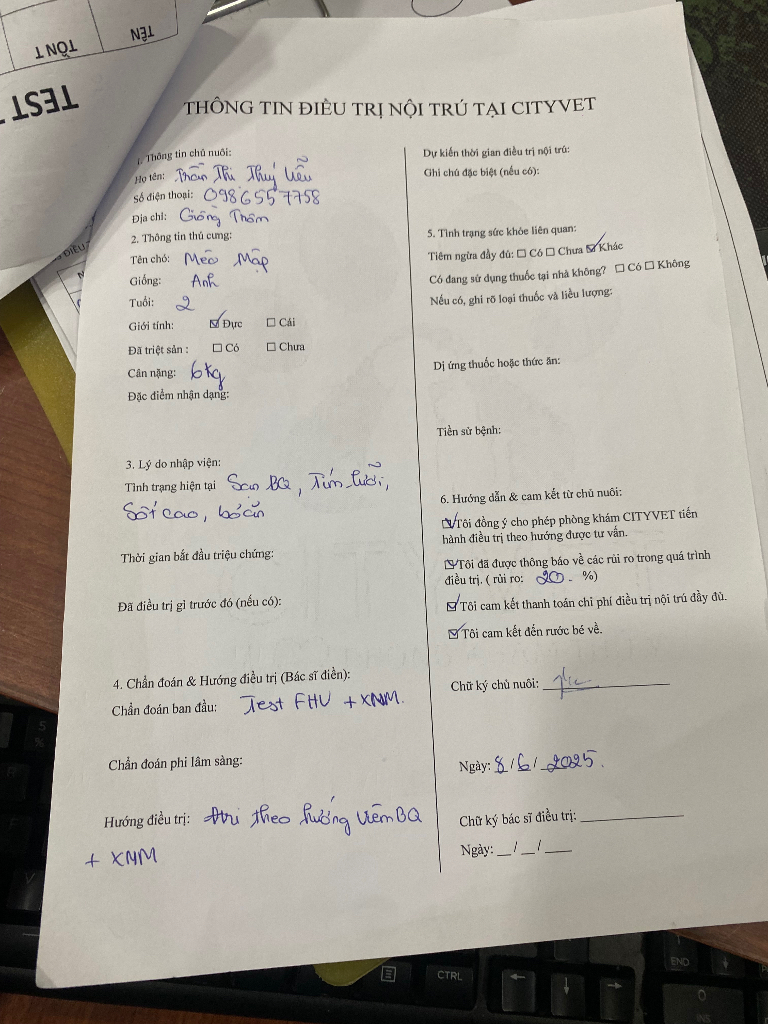 TÊN
TỒN T
TEST
THÔNG TIN ĐIỀU TRỊ NỘI TRÚ TẠI CITYVET
1. Thông tin chủ nuôi:
Họ tên: Trần Thi Thuý Liễu
Số điện thoại: 0986557758
Địa chỉ: Giồng Trôm
2. Thông tin thú cưng:
Tên chó: Mèo Mập
Giống: Anh
Tuổi: 2
Giới tính: ☑ Đực ☐ Cái
Đã triệt sản : ☐ Có ☐ Chưa
Cân nặng: 6kg
Đặc điểm nhận dạng:
3. Lý do nhập viện:
Tình trạng hiện tại Sạn BQ, Tím lưỡi,
Sốt cao, bỏ ăn
Thời gian bắt đầu triệu chứng:
Đã điều trị gì trước đó (nếu có):
4. Chẩn đoán & Hướng điều trị (Bác sĩ điền):
Chẩn đoán ban đầu: Test FHV + XNM.
Chẩn đoán phi lâm sàng:
Hướng điều trị: đtrị theo hướng viêm BQ
+ XNM
Dự kiến thời gian điều trị nội trú:
Ghi chú đặc biệt (nếu có):
5. Tình trạng sức khỏe liên quan:
Tiêm ngừa đầy đủ: ☐ Có ☐ Chưa ☑ Khác
Có đang sử dụng thuốc tại nhà không? ☐ Có ☐ Không
Nếu có, ghi rõ loại thuốc và liều lượng:
Dị ứng thuốc hoặc thức ăn:
Tiền sử bệnh:
6. Hướng dẫn & cam kết từ chủ nuôi:
☑ Tôi đồng ý cho phép phòng khám CITYVET tiến
hành điều trị theo hướng được tư vấn.
☑ Tôi đã được thông báo về các rủi ro trong quá trình
điều trị. ( rủi ro: 20. %)
☑ Tôi cam kết thanh toán chi phí điều trị nội trú đầy đủ.
☑ Tôi cam kết đến rước bé về.
Chữ ký chủ nuôi:
Ngày: 8/6/2025.
Chữ ký bác sĩ điều trị:
Ngày: __/__/____
CTRL
END
INS